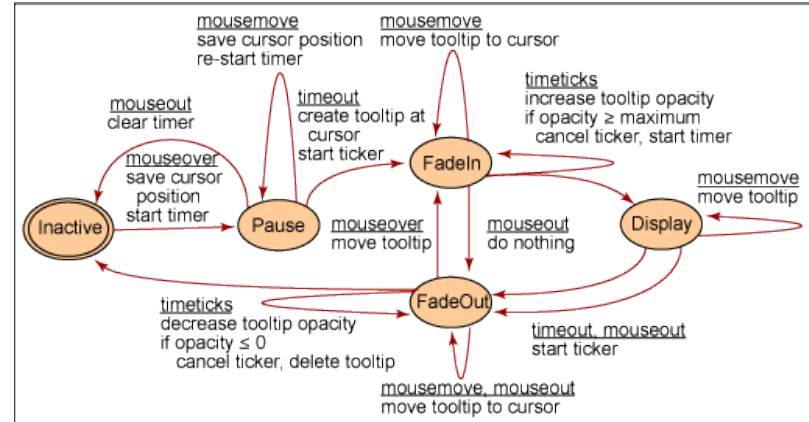 mousemove
save cursor position
re-start timer
mousemove
move tooltip to cursor
mouseout
clear timer
timeout
create tooltip at
cursor
start ticker
timeticks
increase tooltip opacity
if opacity ≥ maximum
cancel ticker, start timer
mouseover
save cursor
position
start timer
FadeIn
mousemove
move tooltip
Inactive
Pause
mouseover
move tooltip
mouseout
do nothing
Display
FadeOut
timeticks
decrease tooltip opacity
if opacity ≤ 0
cancel ticker, delete tooltip
timeout, mouseout
start ticker
mousemove, mouseout
move tooltip to cursor